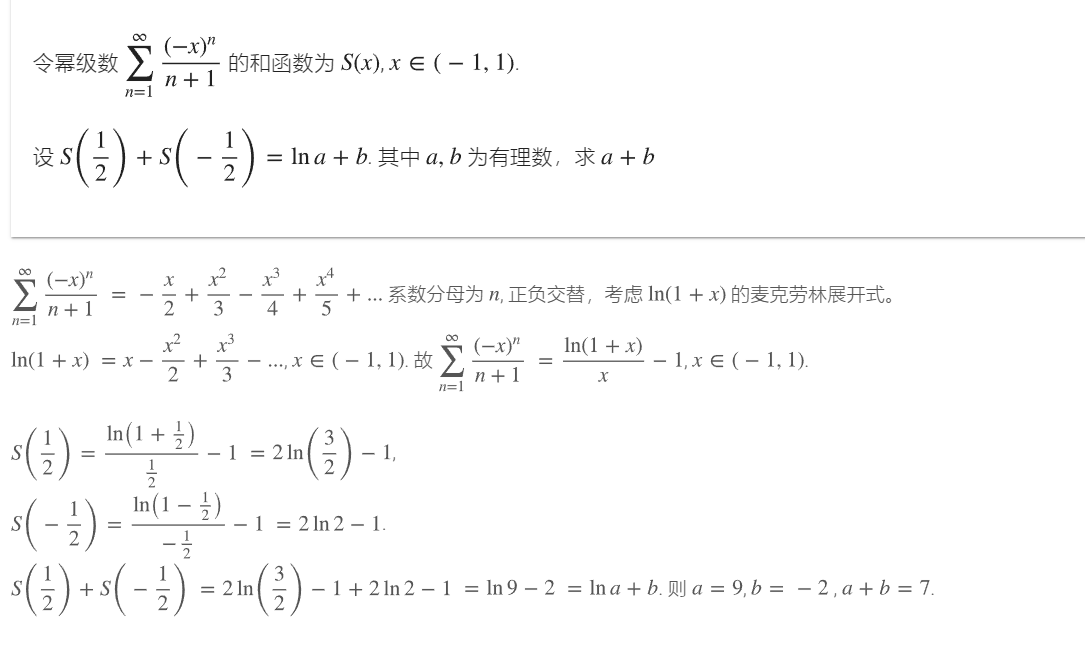 令幂级数 $\sum_{n=1}^{\infty} \frac{(-x)^n}{n+1}$ 的和函数为 $S(x), x \in (-1, 1)$.
设 $S\left(\frac{1}{2}\right) + S\left(-\frac{1}{2}\right) = \ln a + b$. 其中 $a, b$ 为有理数，求 $a + b$
$\sum_{n=1}^{\infty} \frac{(-x)^n}{n+1} = -\frac{x}{2} + \frac{x^2}{3} - \frac{x^3}{4} + \frac{x^4}{5} + ...$ 系数分母为 $n$, 正负交替，考虑 $\ln(1 + x)$ 的麦克劳林展开式。
$\ln(1 + x) = x - \frac{x^2}{2} + \frac{x^3}{3} - ..., x \in (-1, 1)$. 故 $\sum_{n=1}^{\infty} \frac{(-x)^n}{n+1} = \frac{\ln(1 + x)}{x} - 1, x \in (-1, 1)$.
$S\left(\frac{1}{2}\right) = \frac{\ln\left(1 + \frac{1}{2}\right)}{\frac{1}{2}} - 1 = 2\ln\left(\frac{3}{2}\right) - 1$,
$S\left(-\frac{1}{2}\right) = \frac{\ln\left(1 - \frac{1}{2}\right)}{-\frac{1}{2}} - 1 = 2\ln 2 - 1$.
$S\left(\frac{1}{2}\right) + S\left(-\frac{1}{2}\right) = 2\ln\left(\frac{3}{2}\right) - 1 + 2\ln 2 - 1 = \ln 9 - 2 = \ln a + b$. 则 $a = 9, b = -2, a + b = 7$.